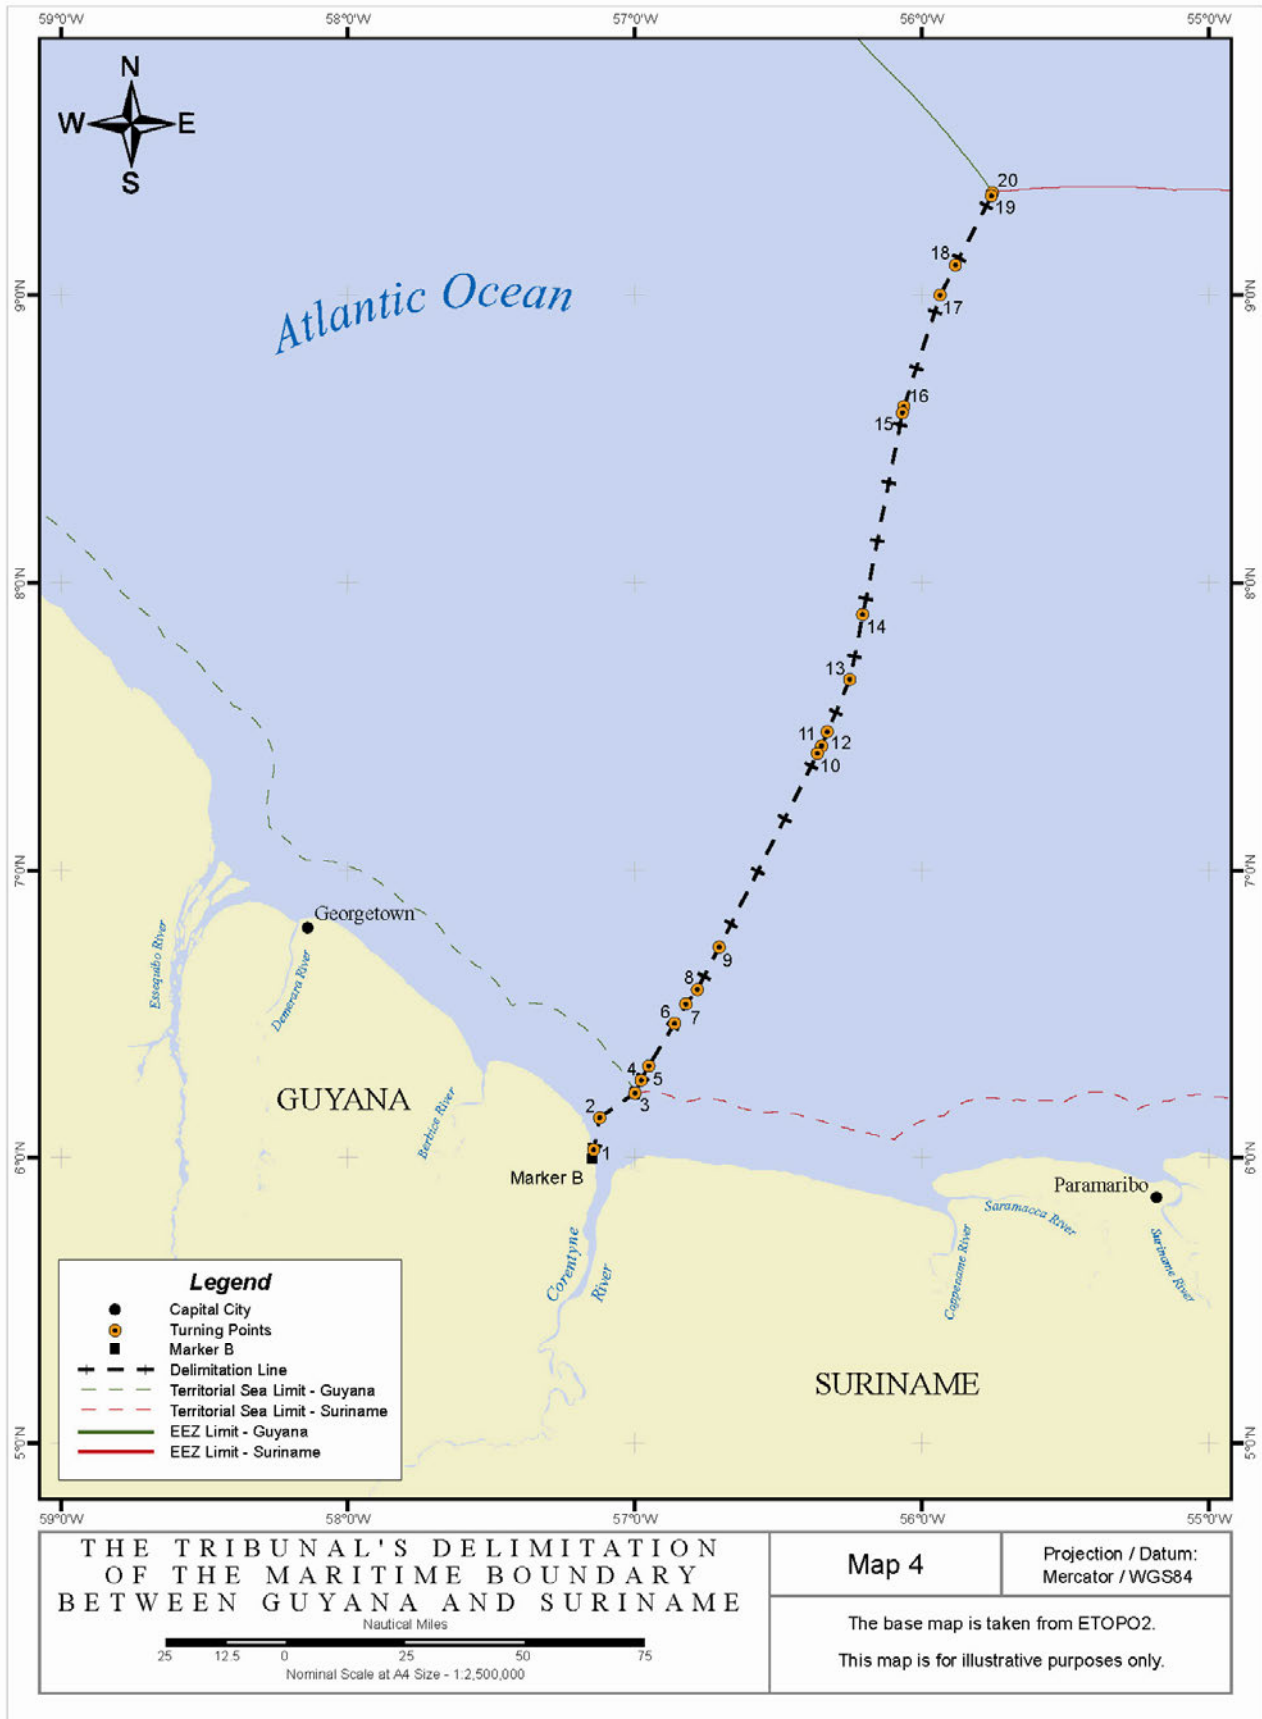 59°0'W 58°0'W 57°0'W 56°0'W 55°0'W
N
W E
S
20
19
18
9°0'N 9°0'N
17
Atlantic Ocean
16
15
8°0'N 8°0'N
14
13
11
12
10
7°0'N 7°0'N
Georgetown
Essequibo River
Demerara River
9
8
7
6
4
5
3
2
GUYANA
Berbice River
6°0'N 6°0'N
1
Marker B
Paramaribo
Saramacca River
Corentyne
River
Coppename River
Suriname River
SURINAME
Legend
Capital City
Turning Points
Marker B
Delimitation Line
Territorial Sea Limit - Guyana
Territorial Sea Limit - Suriname
EEZ Limit - Guyana
EEZ Limit - Suriname
5°0'N 5°0'N
59°0'W 58°0'W 57°0'W 56°0'W 55°0'W
THE TRIBUNAL'S DELIMITATION
OF THE MARITIME BOUNDARY
BETWEEN GUYANA AND SURINAME
Nautical Miles
25 12.5 0 25 50 75
Nominal Scale at A4 Size - 1:2,500,000
Map 4
Projection / Datum:
Mercator / WGS84
The base map is taken from ETOPO2.
This map is for illustrative purposes only.